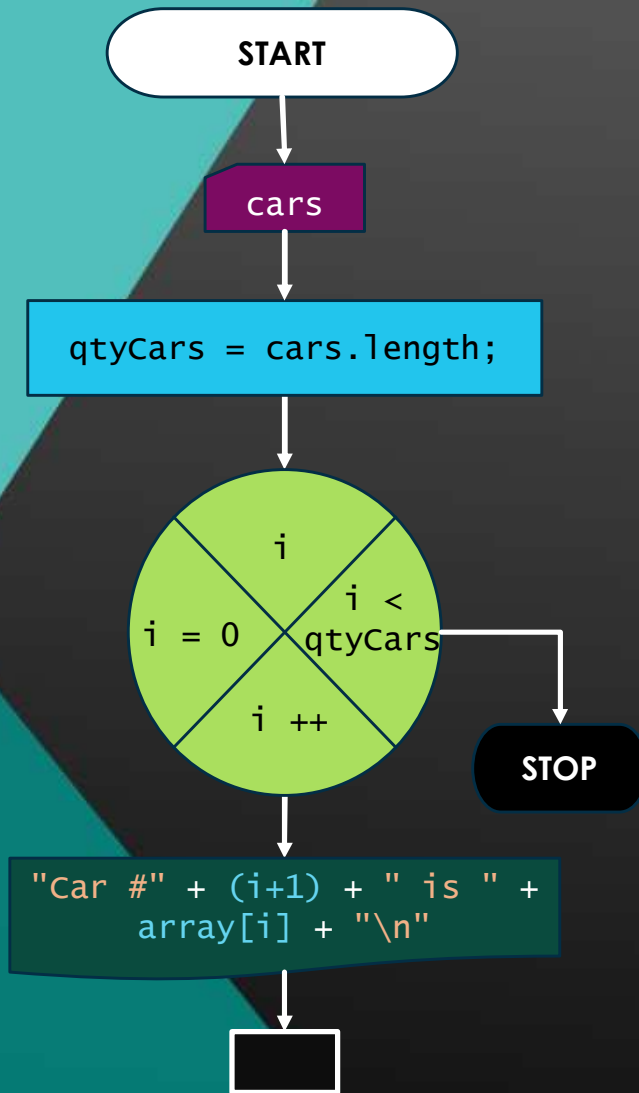 START
cars
qtyCars = cars.length;
i
i = 0
i <
qtyCars
i ++
STOP
"Car #" + (i+1) + " is " +
array[i] + "\n"